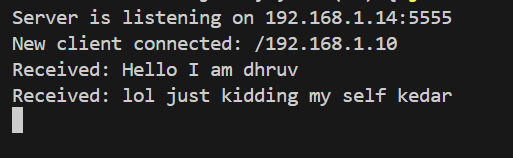 Server is listening on 192.168.1.14:5555
New client connected: /192.168.1.10
Received: Hello I am dhruv
Received: lol just kidding my self kedar